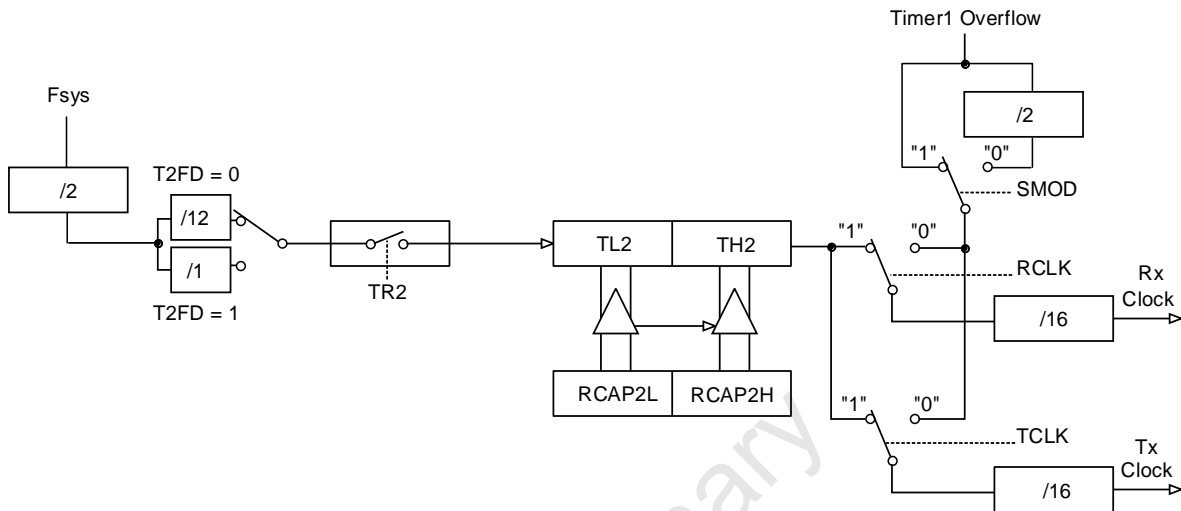 Timer1 Overflow
Fsys
/2
"1"
"0"
SMOD
/2
T2FD = 0
/12
/1
T2FD = 1
TR2
TL2
TH2
"1"
"0"
RCLK
Rx
Clock
/16
RCAP2L
RCAP2H
"1"
"0"
TCLK
Tx
Clock
/16